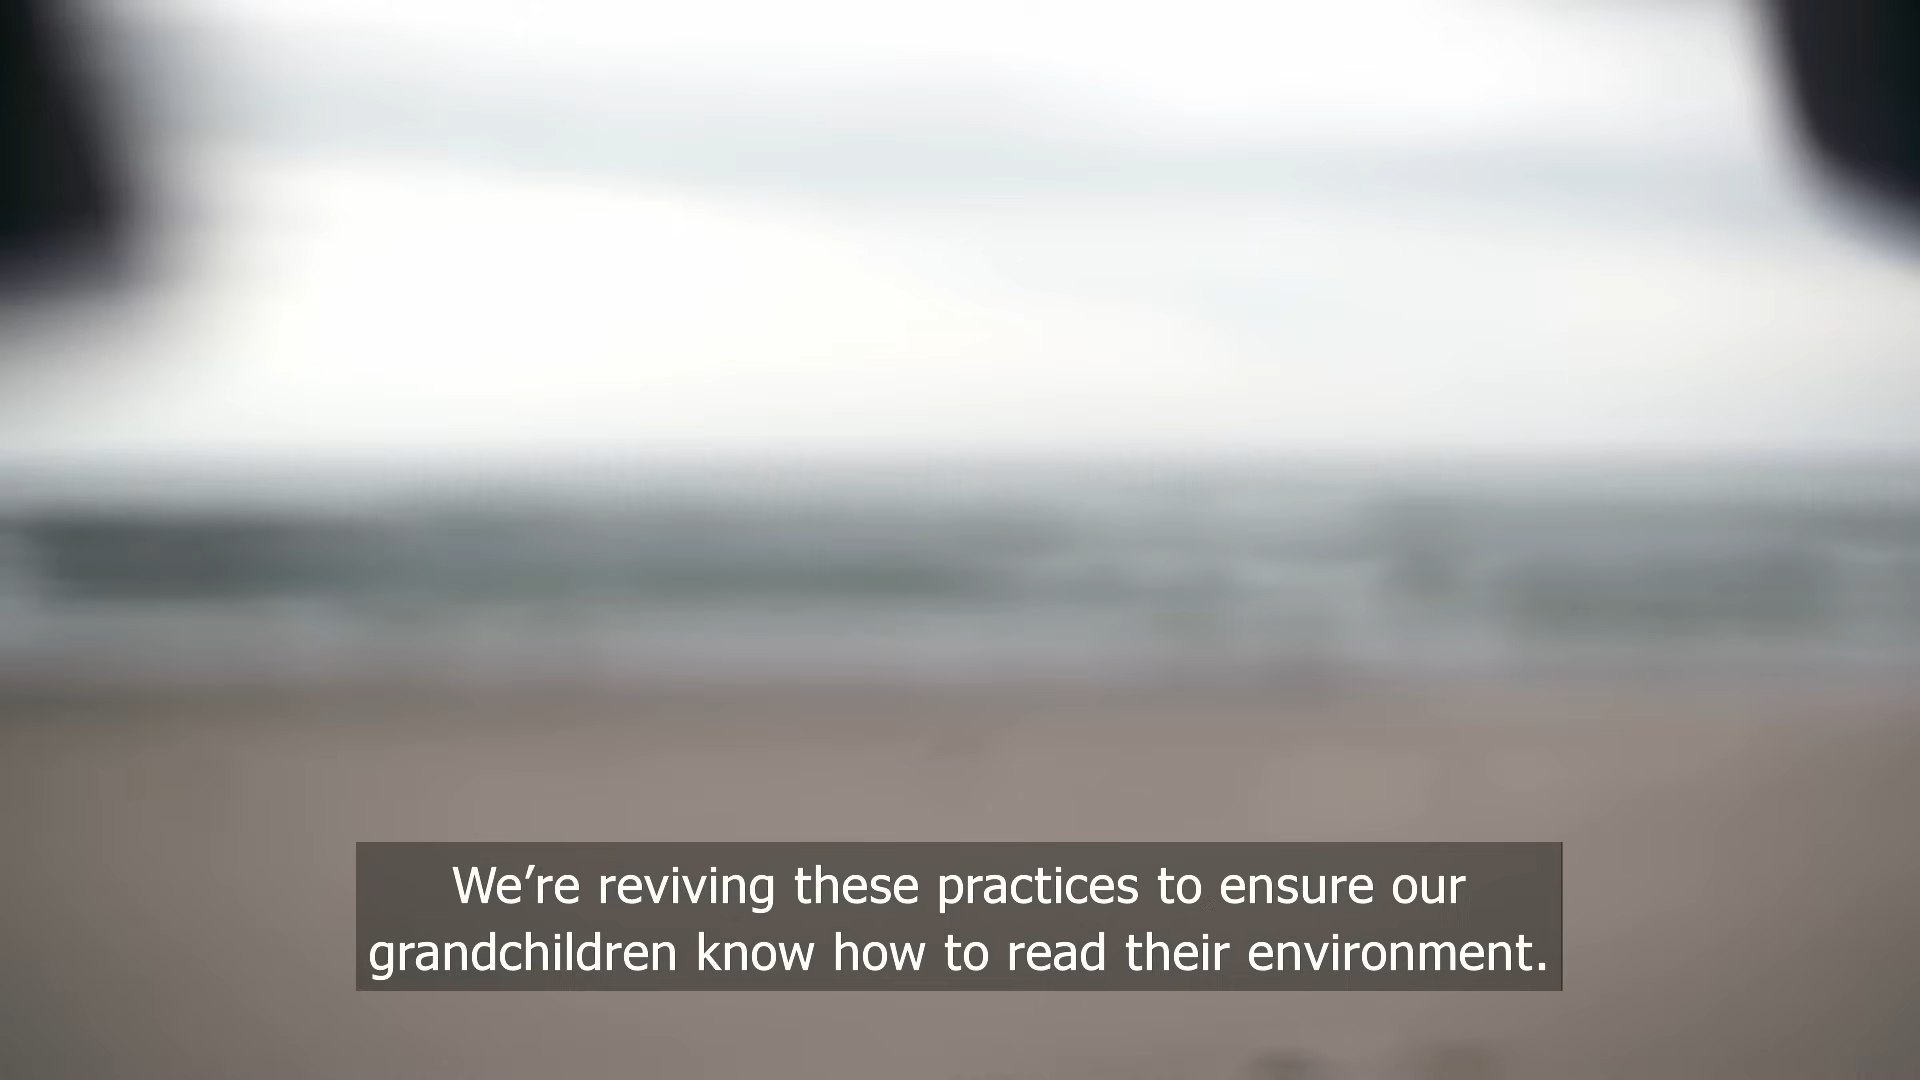 We’re reviving these practices to ensure our
grandchildren know how to read their environment.